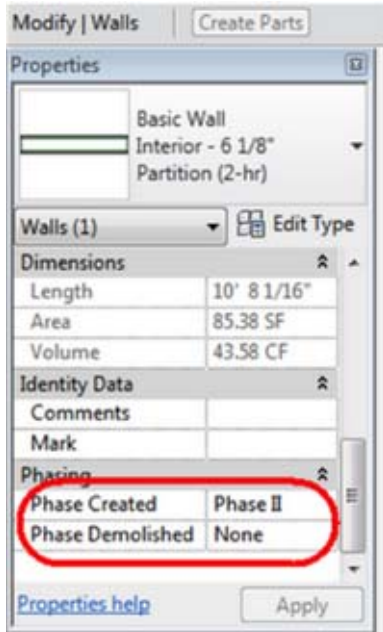 Modify | Walls Create Parts
Properties
Basic Wall
Interior - 6 1/8"
Partition (2-hr)
Walls (1) Edit Type
Dimensions
Length 10' 8 1/16"
Area 85.38 SF
Volume 43.58 CF
Identity Data
Comments
Mark
Phasing
Phase Created Phase II
Phase Demolished None
Properties help Apply